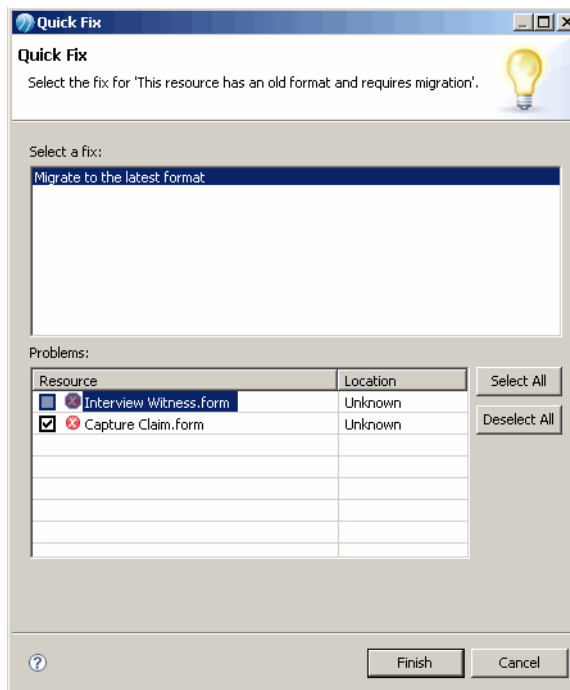 Quick Fix
Quick Fix
Select the fix for 'This resource has an old format and requires migration'.
Select a fix:
Migrate to the latest format
Problems:
Resource Location
Interview Witness.form Unknown
Capture Claim.form Unknown
Select All
Deselect All
?
Finish Cancel